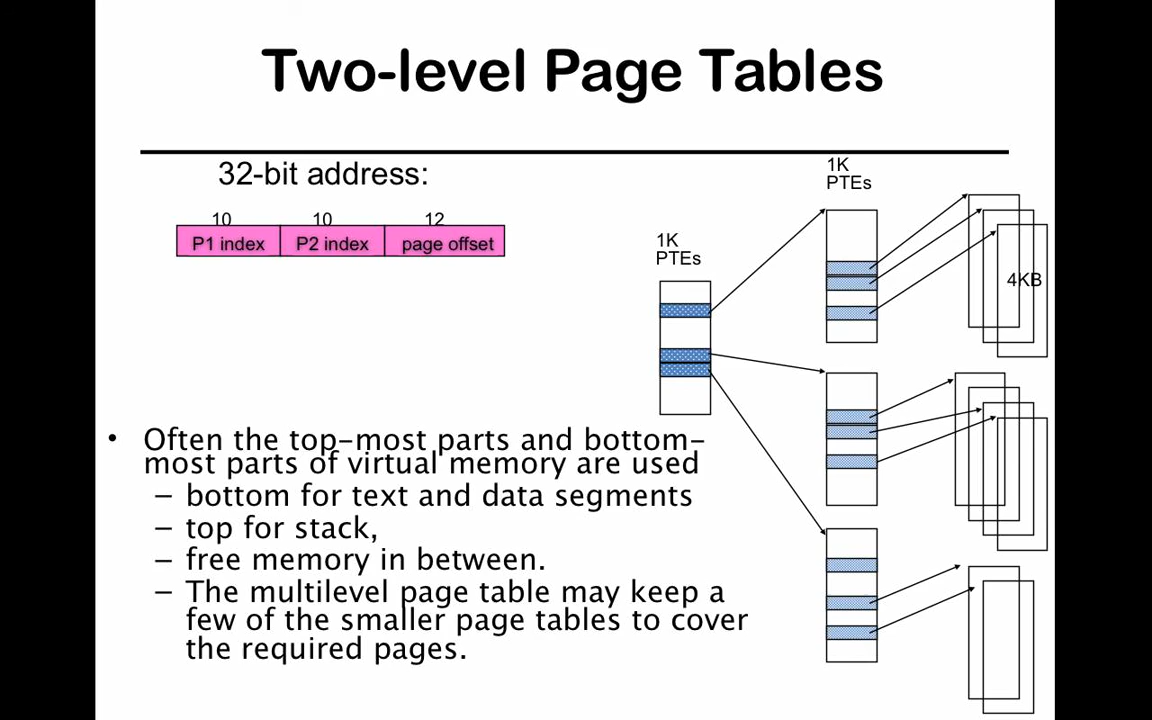 Two-level Page Tables
32-bit address:
10 10 12
P1 index P2 index page offset
1K
PTEs
1K
PTEs
4KB
• Often the top-most parts and bottom-
most parts of virtual memory are used
– bottom for text and data segments
– top for stack,
– free memory in between.
– The multilevel page table may keep a
few of the smaller page tables to cover
the required pages.